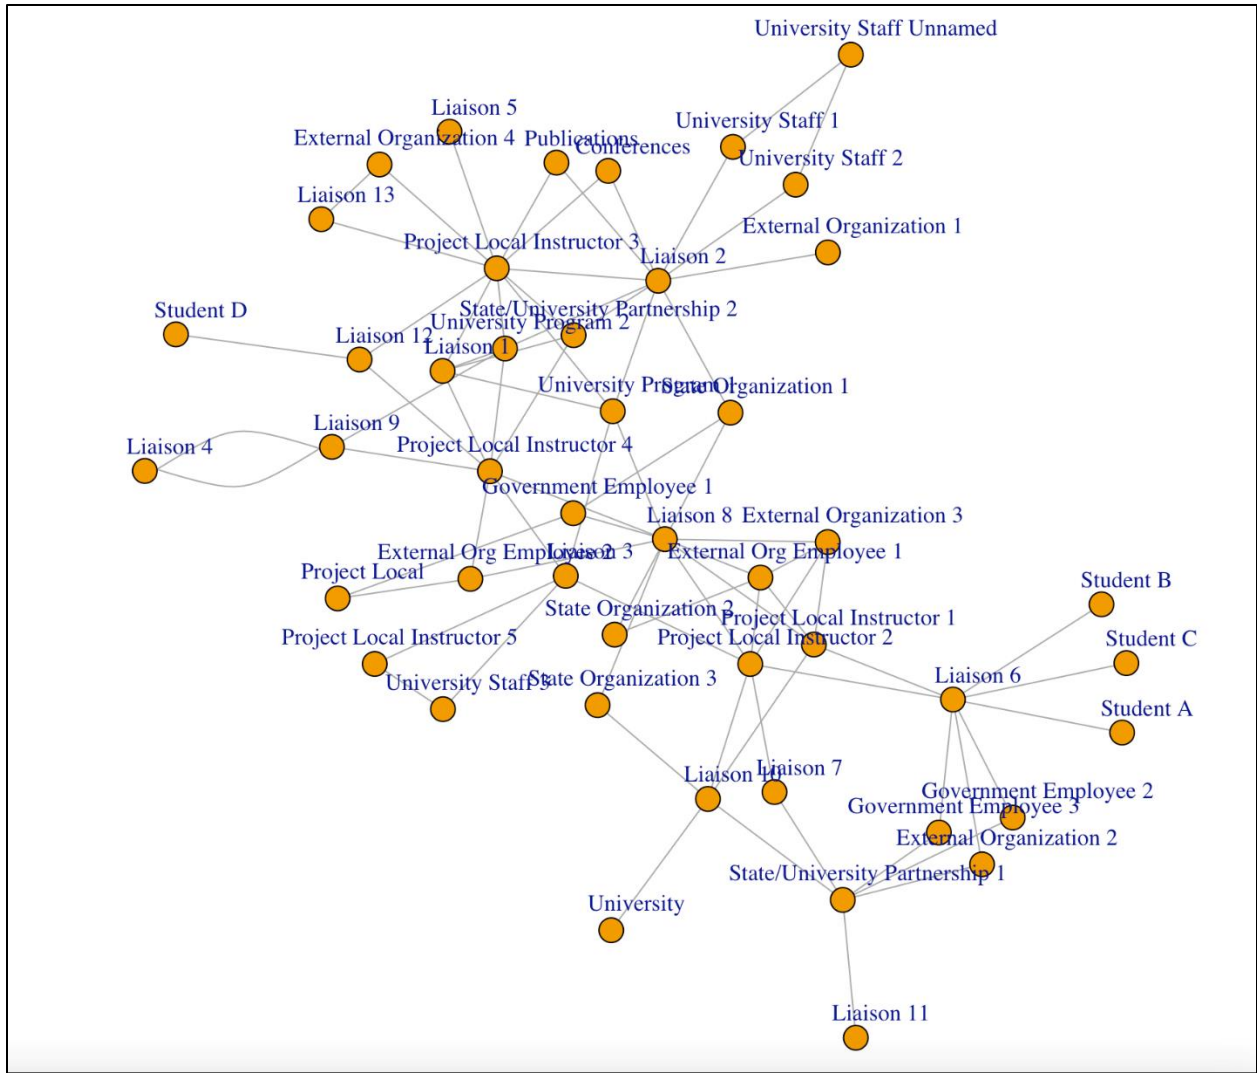 University Staff Unnamed
Liaison 5
University Staff 1
External Organization 4
Publications
Conferences
University Staff 2
Liaison 13
External Organization 1
Project Local Instructor 3
Liaison 2
Student D
State/University Partnership 2
University Program 2
Liaison 12
Liaison 1
University Program 1
State Organization 1
Liaison 9
Liaison 4
Project Local Instructor 4
Government Employee 1
Liaison 8
External Organization 3
External Org Employee 2
Liaison 3
External Org Employee 1
Project Local
Student B
State Organization 2
Project Local Instructor 1
Project Local Instructor 5
Project Local Instructor 2
Student C
University Staff 3
State Organization 3
Liaison 6
Student A
Liaison 10
Liaison 7
Government Employee 2
Government Employee 3
External Organization 2
State/University Partnership 1
University
Liaison 11